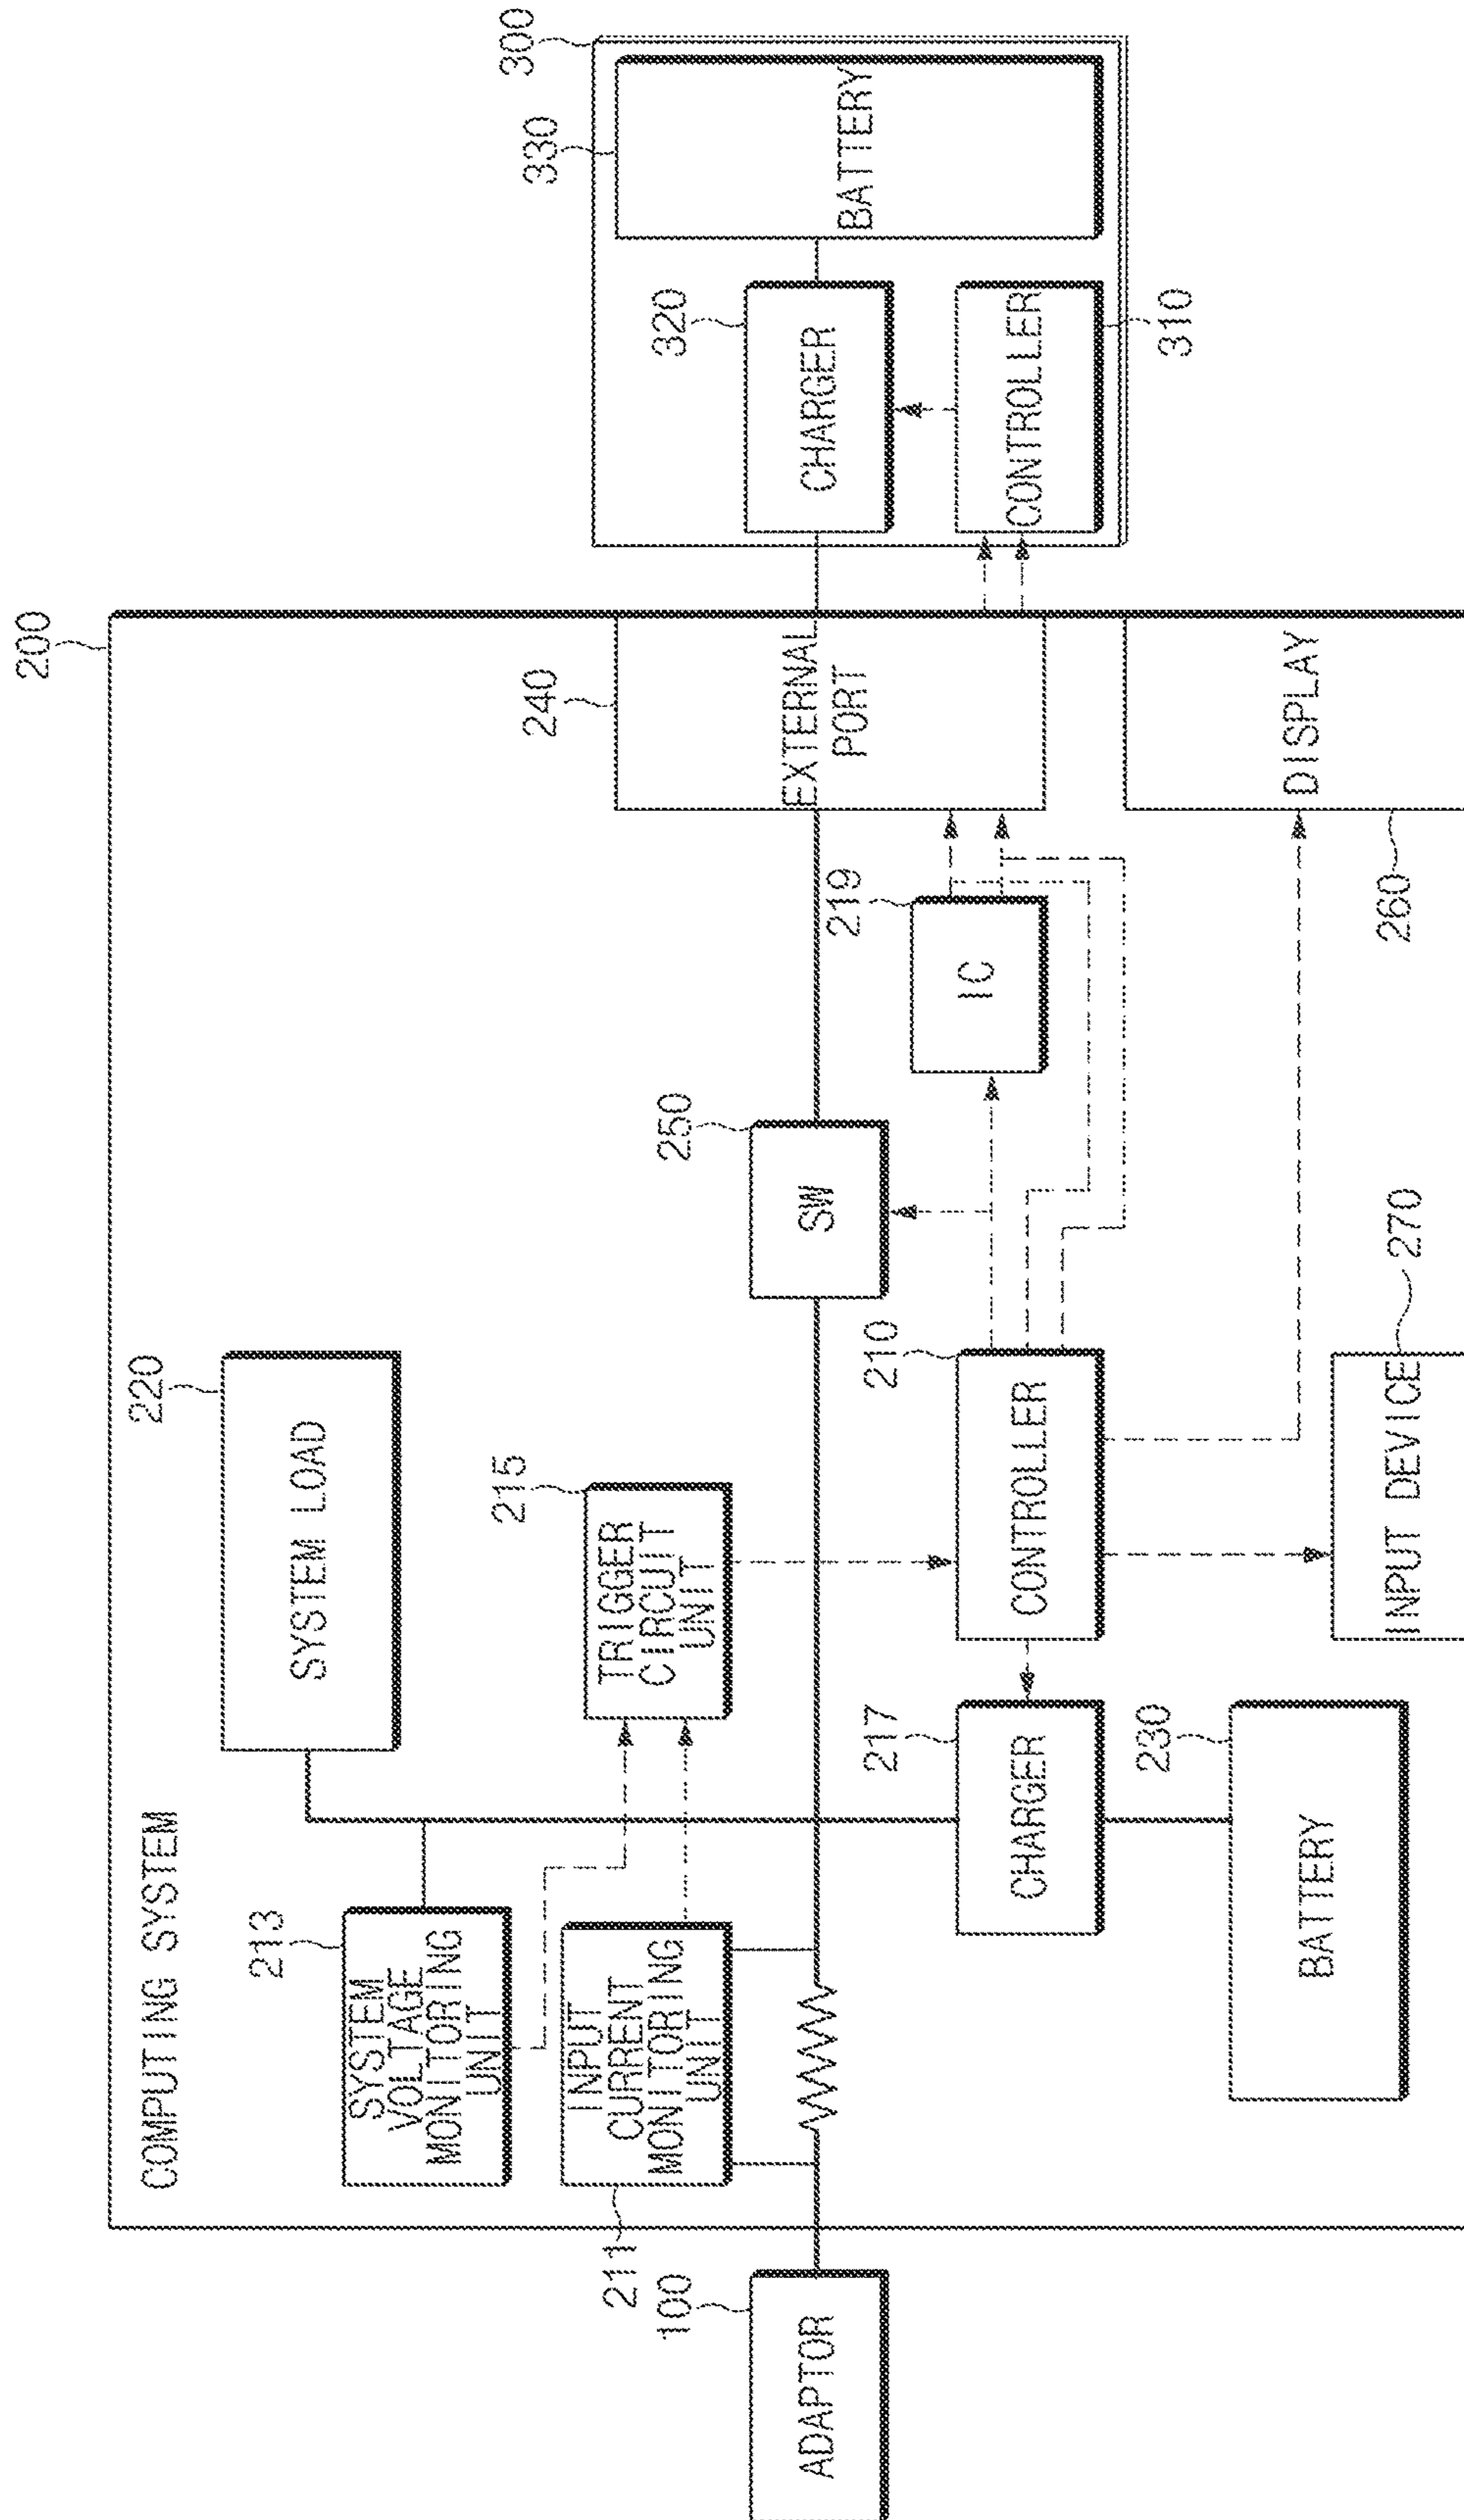 COMPUTING SYSTEM
200
SYSTEM LOAD
220
213
SYSTEM
VOLTAGE
MONITORING
UNIT
TRIGGER
CIRCUIT
UNIT
215
INPUT
CURRENT
MONITORING
UNIT
211
ADAPTOR
100
SW
250
EXTERNAL
PORT
240
300
BATTERY
330
CHARGER
320
CONTROLLER
310
IC
219
CONTROLLER
210
CHARGER
217
BATTERY
230
INPUT DEVICE
270
DISPLAY
260